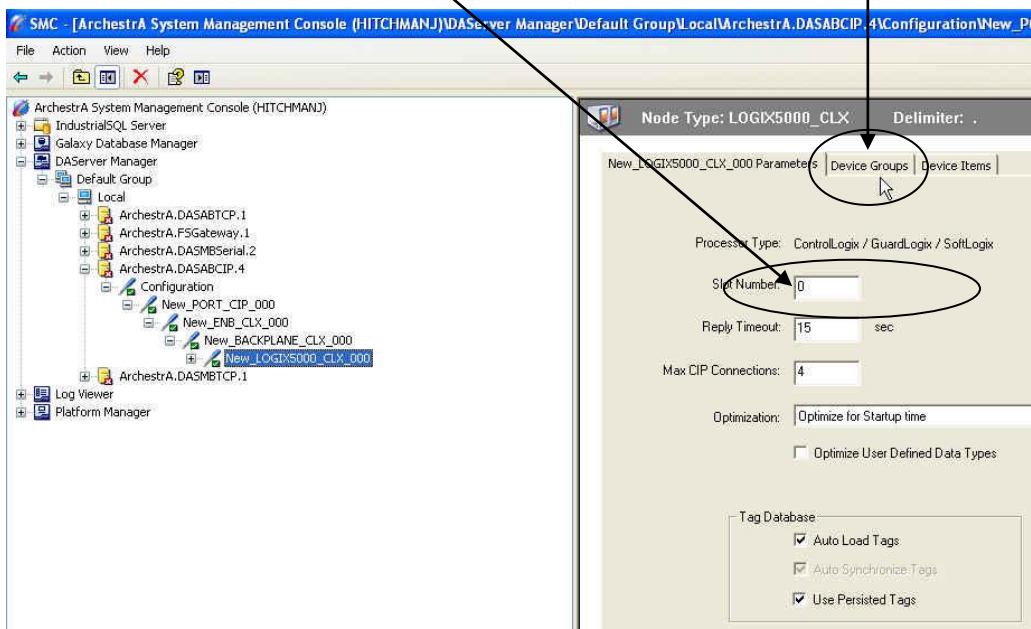 SMC - [ArchestrA System Management Console (HITCHMANJ)\DAServer Manager\Default Group\Local\ArchestrA.DASABCIP.4\Configuration\New_P
File Action View Help
ArchestrA System Management Console (HITCHMANJ)
IndustrialSQL Server
Galaxy Database Manager
DAServer Manager
Default Group
Local
ArchestrA.DASABTCP.1
ArchestrA.FSGateway.1
ArchestrA.DASMBSerial.2
ArchestrA.DASABCIP.4
Configuration
New_PORT_CIP_000
New_ENB_CLX_000
New_BACKPLANE_CLX_000
New_LOGIX5000_CLX_000
ArchestrA.DASMBTCP.1
Log Viewer
Platform Manager
Node Type: LOGIX5000_CLX Delimiter: .
New_LOGIX5000_CLX_000 Parameters Device Groups Device Items
Processor Type: ControlLogix / GuardLogix / SoftLogix
Slot Number: 0
Reply Timeout: 15 sec
Max CIP Connections: 4
Optimization: Optimize for Startup time
Optimize User Defined Data Types
Tag Database
Auto Load Tags
Auto Synchronize Tags
Use Persisted Tags